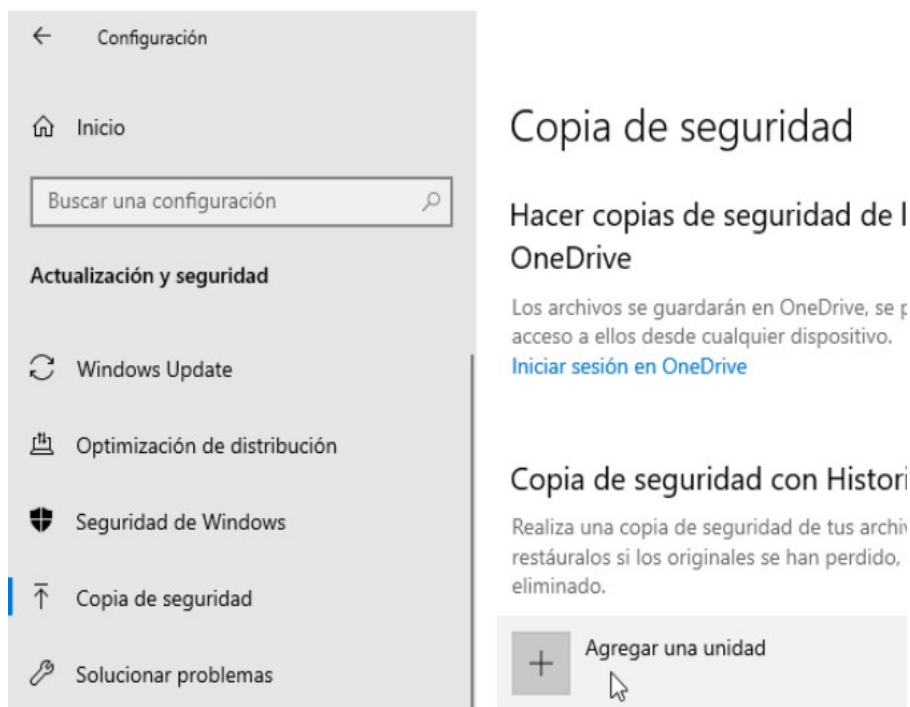 Configuración
Inicio
Buscar una configuración
Actualización y seguridad
Windows Update
Optimización de distribución
Seguridad de Windows
Copia de seguridad
Solucionar problemas
Copia de seguridad
Hacer copias de seguridad de
OneDrive
Los archivos se guardarán en OneDrive, se
acceso a ellos desde cualquier dispositivo.
Iniciar sesión en OneDrive
Copia de seguridad con Histori
Realiza una copia de seguridad de tus archiv
restáuralos si los originales se han perdido,
eliminado.
Agregar una unidad